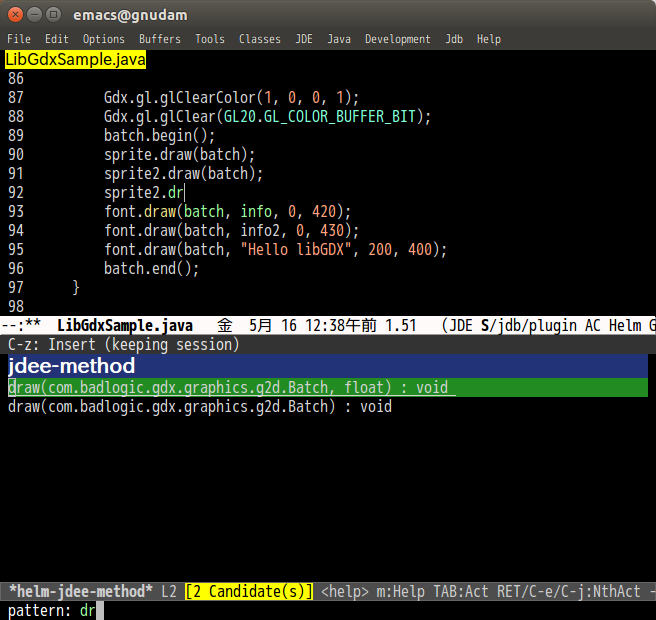 emacs@gnudam
File Edit Options Buffers Tools Classes JDE Java Development Jdb Help
LibGdxSample.java
86
87 Gdx.gl.glClearColor(1, 0, 0, 1);
88 Gdx.gl.glClear(GL20.GL_COLOR_BUFFER_BIT);
89 batch.begin();
90 sprite.draw(batch);
91 sprite2.draw(batch);
92 sprite2.dr
93 font.draw(batch, info, 0, 420);
94 font.draw(batch, info2, 0, 430);
95 font.draw(batch, "Hello libGDX", 200, 400);
96 batch.end();
97 }
98
--:** LibGdxSample.java 金 5月 16 12:38午前 1.51 (JDE S/jdb/plugin AC Helm G
C-z: Insert (keeping session)
jdee-method
draw(com.badlogic.gdx.graphics.g2d.Batch, float) : void
draw(com.badlogic.gdx.graphics.g2d.Batch) : void
*helm-jdee-method* L2 [2 Candidate(s)] <help> m:Help TAB:Act RET/C-e/C-j:NthAct -
pattern: dr